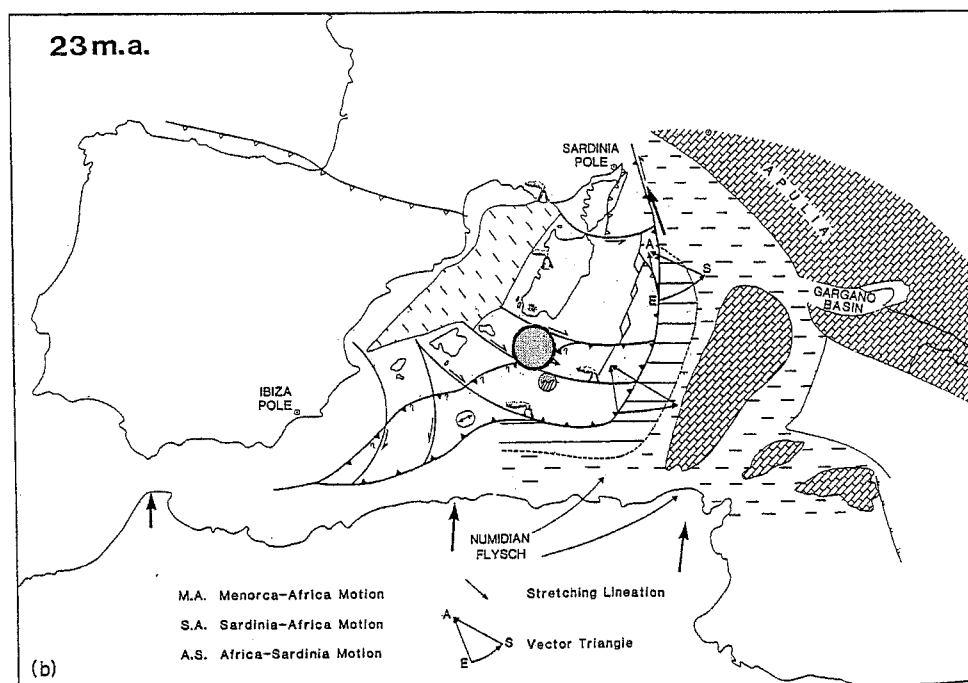 23 m.a.
SARDINIA
POLE
APULIA
A
S
E
GARGANO
BASIN
IBIZA
POLE
NUMIDIAN
FLYSCH
M.A. Menorca-Africa Motion
S.A. Sardinia-Africa Motion
A.S. Africa-Sardinia Motion
Stretching Lineation
A
S
E
Vector Triangle
(b)